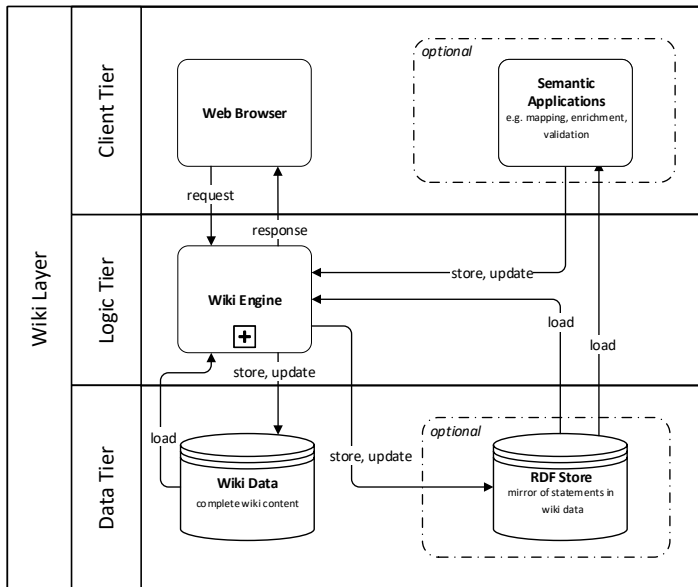 Wiki Layer
Client Tier
Web Browser
optional
Semantic
Applications
e.g. mapping, enrichment,
validation
request
response
Logic Tier
Wiki Engine
store, update
load
load
store, update
Data Tier
load
store, update
Wiki Data
complete wiki content
optional
RDF Store
mirror of statements in
wiki data